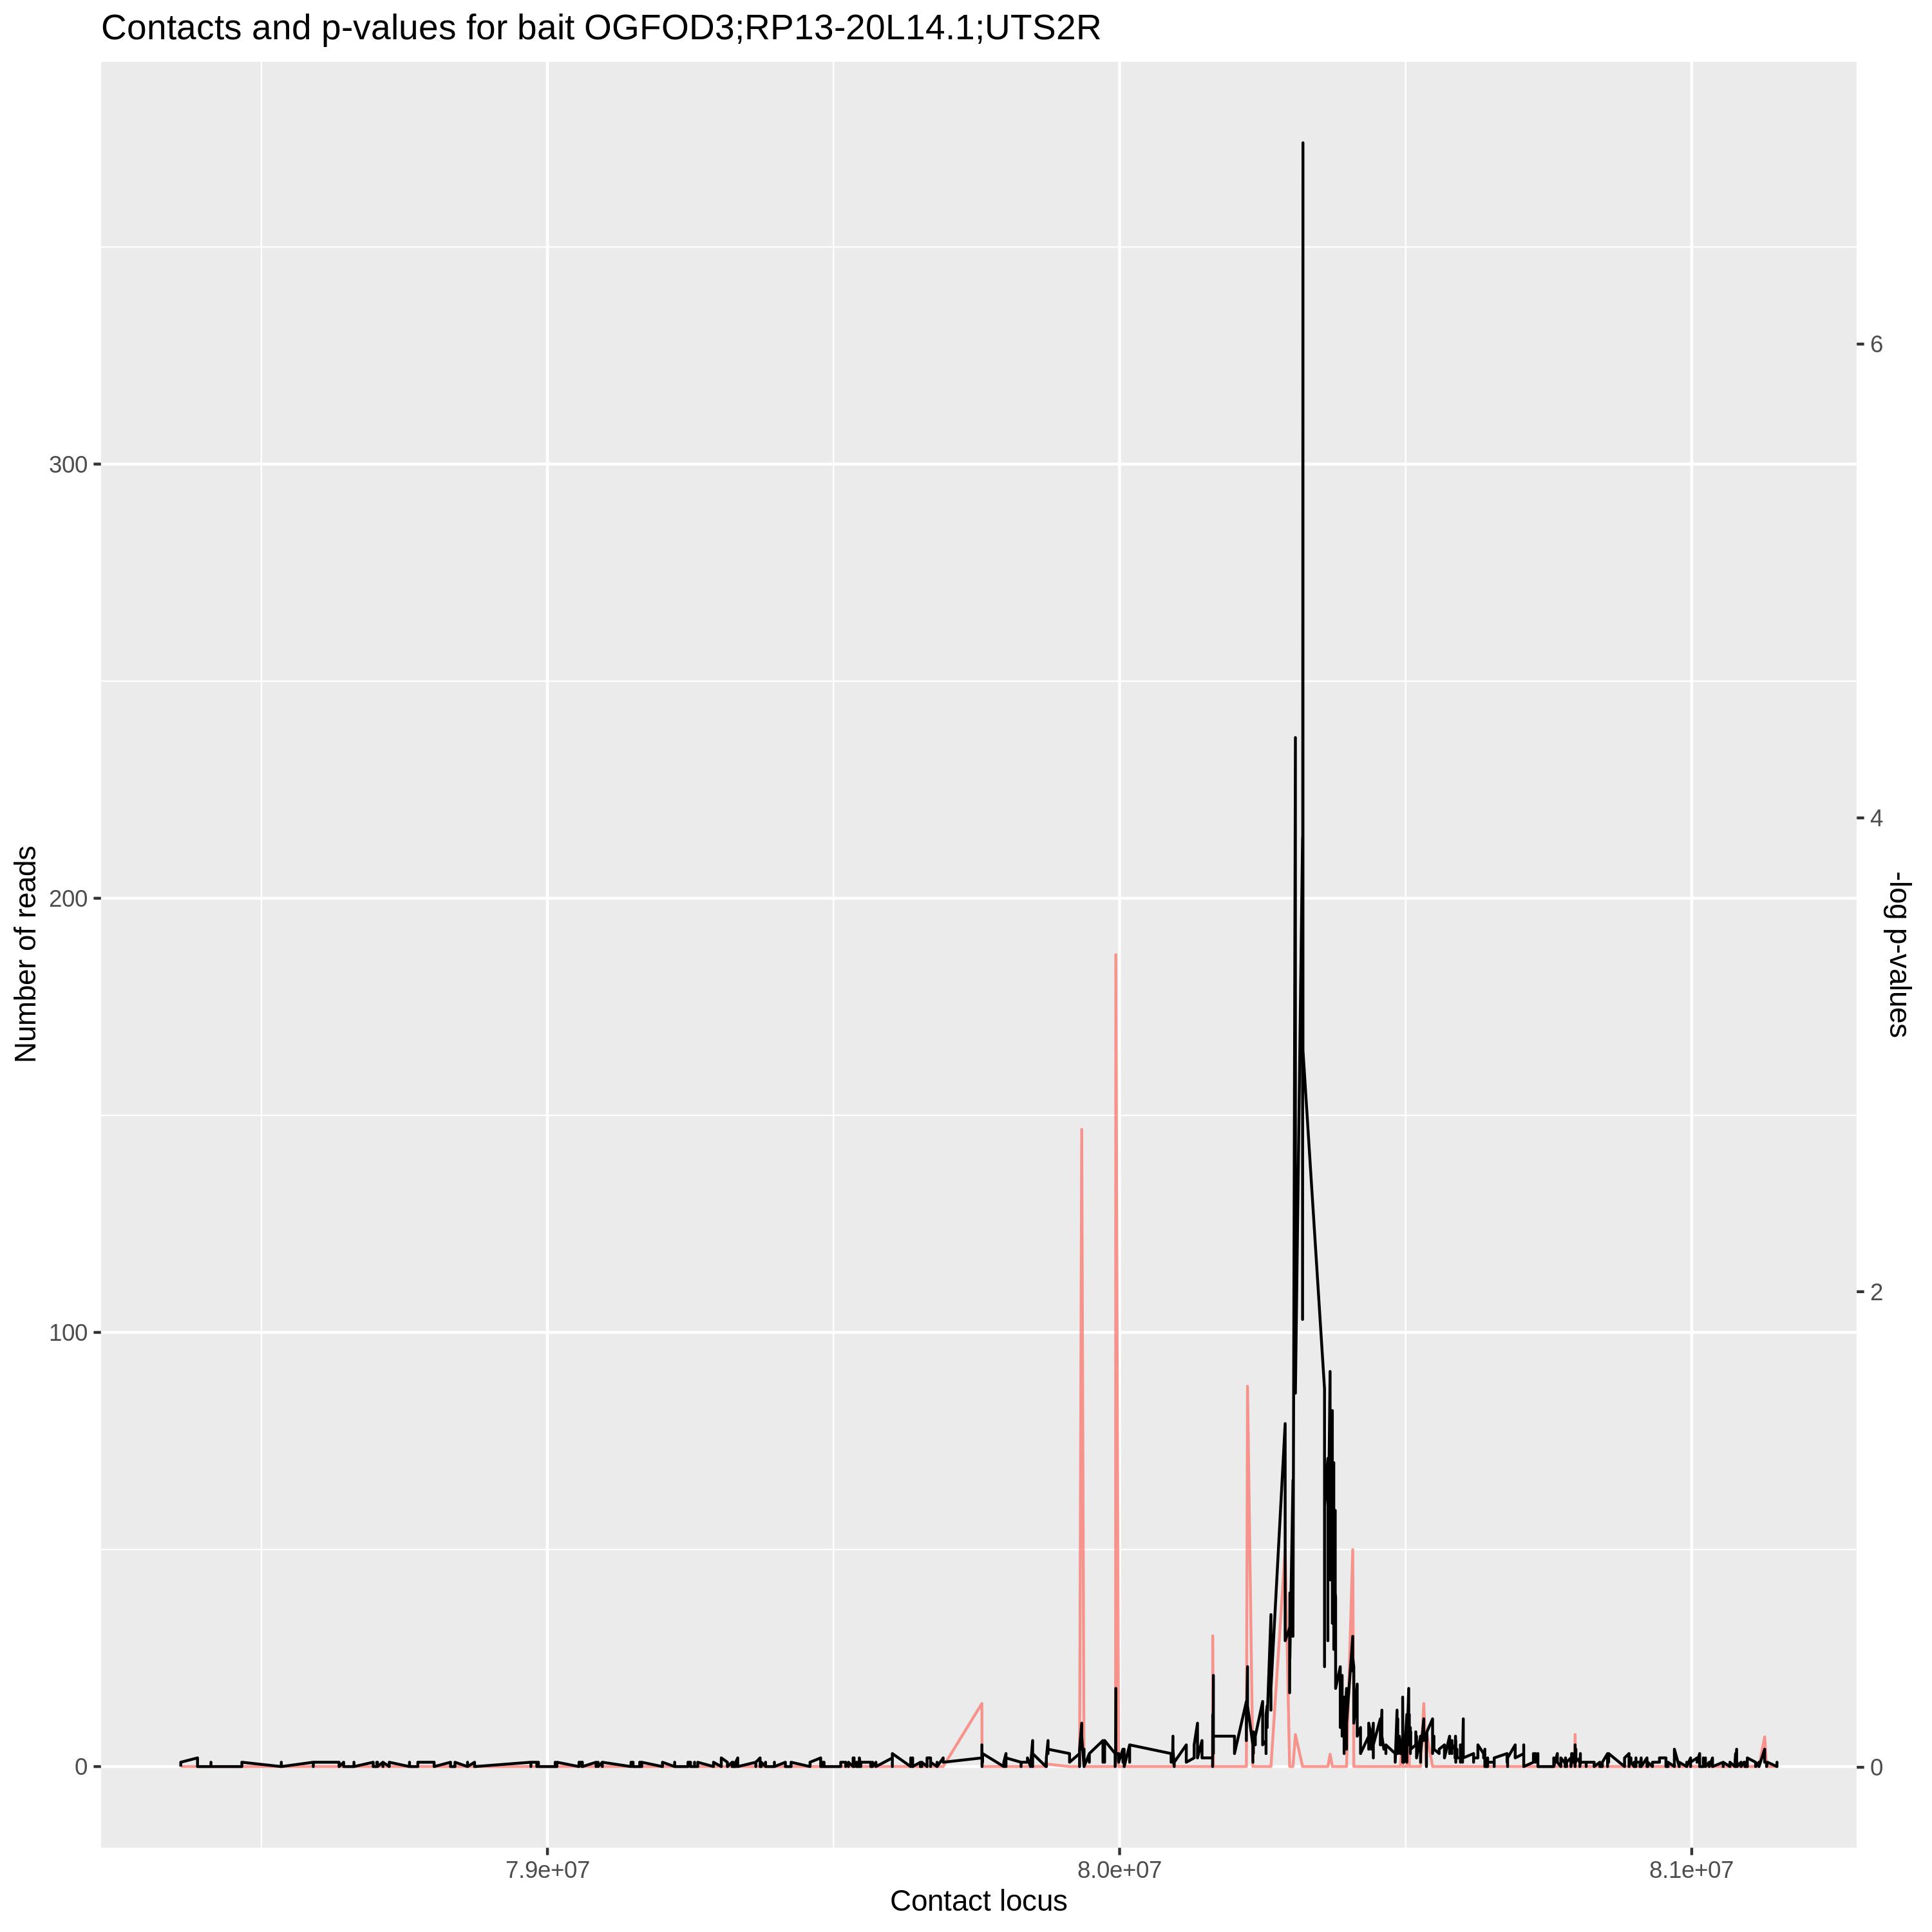 Contacts and p-values for bait OGFOD3;RP13-20L14.1;UTS2R
Number of reads
300
200
100
0
6
4
2
0
-log p-values
7.9e+07
8.0e+07
8.1e+07
Contact locus